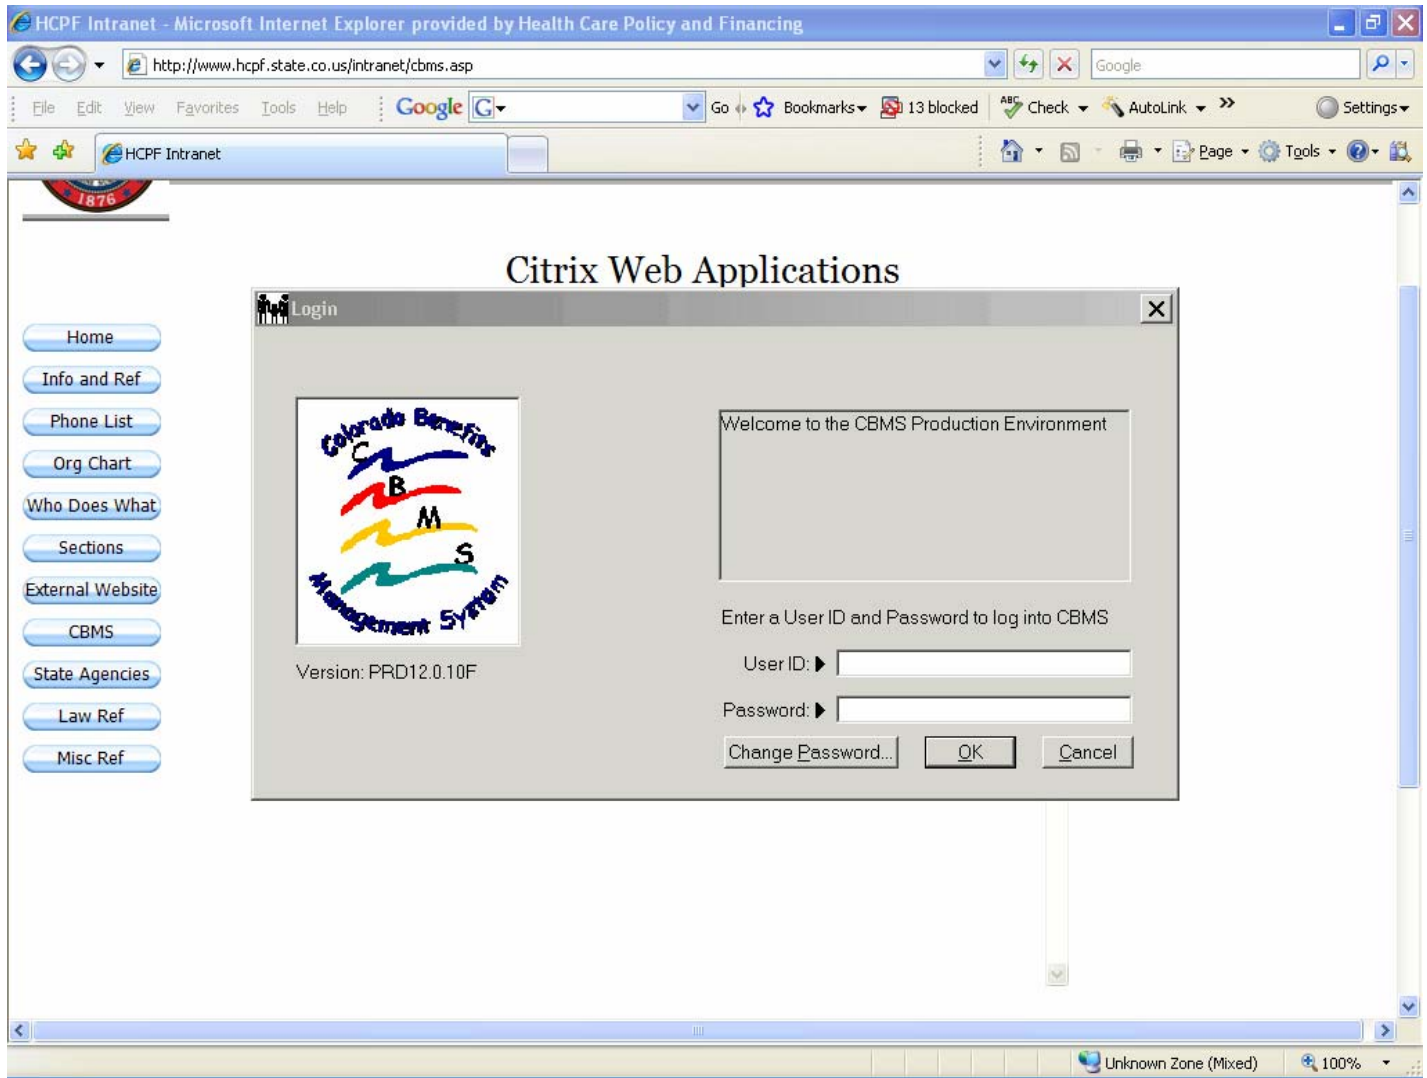 HCPF Intranet - Microsoft Internet Explorer provided by Health Care Policy and Financing
http://www.hcpf.state.co.us/intranet/cbms.asp
Google
File Edit View Favorites Tools Help Google G Go Bookmarks 13 blocked ABC Check AutoLink » Settings
HCPF Intranet Page Tools
1876
Citrix Web Applications
Login
Home
Info and Ref
Phone List
Org Chart
Who Does What
Sections
External Website
CBMS
State Agencies
Law Ref
Misc Ref
Colorado Benefits
C
B
M
S
Management System
Version: PRD12.0.10F
Welcome to the CBMS Production Environment
Enter a User ID and Password to log into CBMS
User ID:
Password:
Change Password... OK Cancel
Unknown Zone (Mixed) 100%